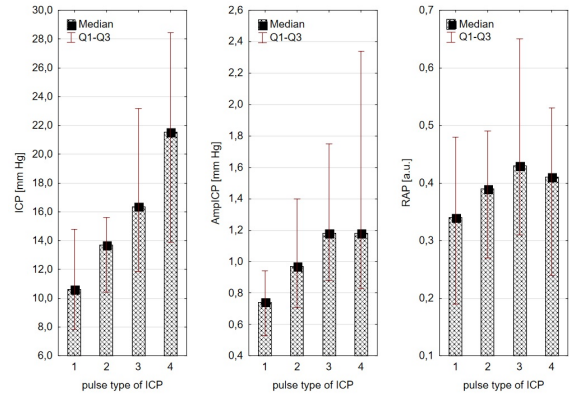 30,0
28,0
26,0
24,0
22,0
20,0
18,0
16,0
14,0
12,0
10,0
8,0
6,0
ICP [mm Hg]
Median
Q1-Q3
1 2 3 4
pulse type of ICP
2,6
2,4
2,2
2,0
1,8
1,6
1,4
1,2
1,0
0,8
0,6
0,4
AmpICP [mm Hg]
Median
Q1-Q3
1 2 3 4
pulse type of ICP
0,7
0,6
0,5
0,4
0,3
0,2
0,1
RAP [a.u.]
Median
Q1-Q3
1 2 3 4
pulse type of ICP